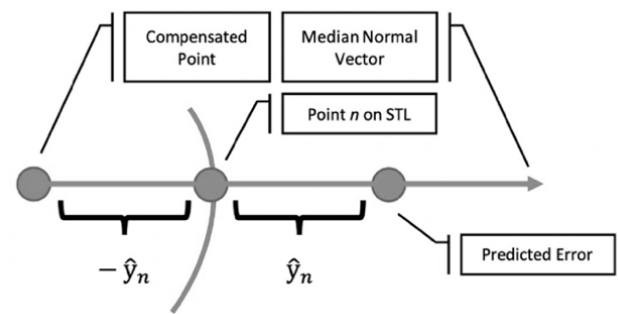 Compensated
Point
Median Normal
Vector
Point n on STL
− ŷn
ŷn
Predicted Error